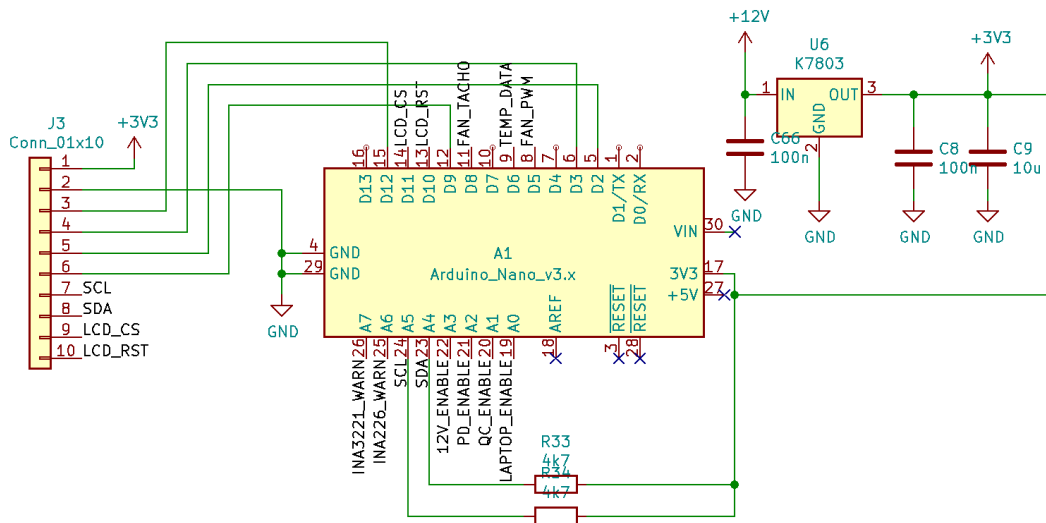 +12V
U6
K7803
+3V3
1
IN
OUT
3
GND
2
C66
100n
C8
100n
C9
10u
GND
GND
GND
GND
J3
Conn_01x10
+3V3
1
2
3
4
5
6
7
SCL
8
SDA
9
LCD_CS
10
LCD_RST
LCD_CS
LCD_RST
FAN_TACHO
TEMP_DATA
FAN_PWM
16
15
14
13
12
11
10
9
8
7
6
5
1
2
D13
D12
D11
D10
D9
D8
D7
D6
D5
D4
D3
D2
D1/TX
D0/RX
4
GND
29
GND
GND
A1
Arduino_Nano_v3.x
VIN
30
3V3
17
+5V
27
A7
A6
A5
A4
A3
A2
A1
A0
AREF
RESET
RESET
26
25
24
23
22
21
20
19
18
3
28
INA3221_WARN
INA226_WARN
SCL
SDA
12V_ENABLE
PD_ENABLE
QC_ENABLE
LAPTOP_ENABLE
R33
4k7
R34
4k7